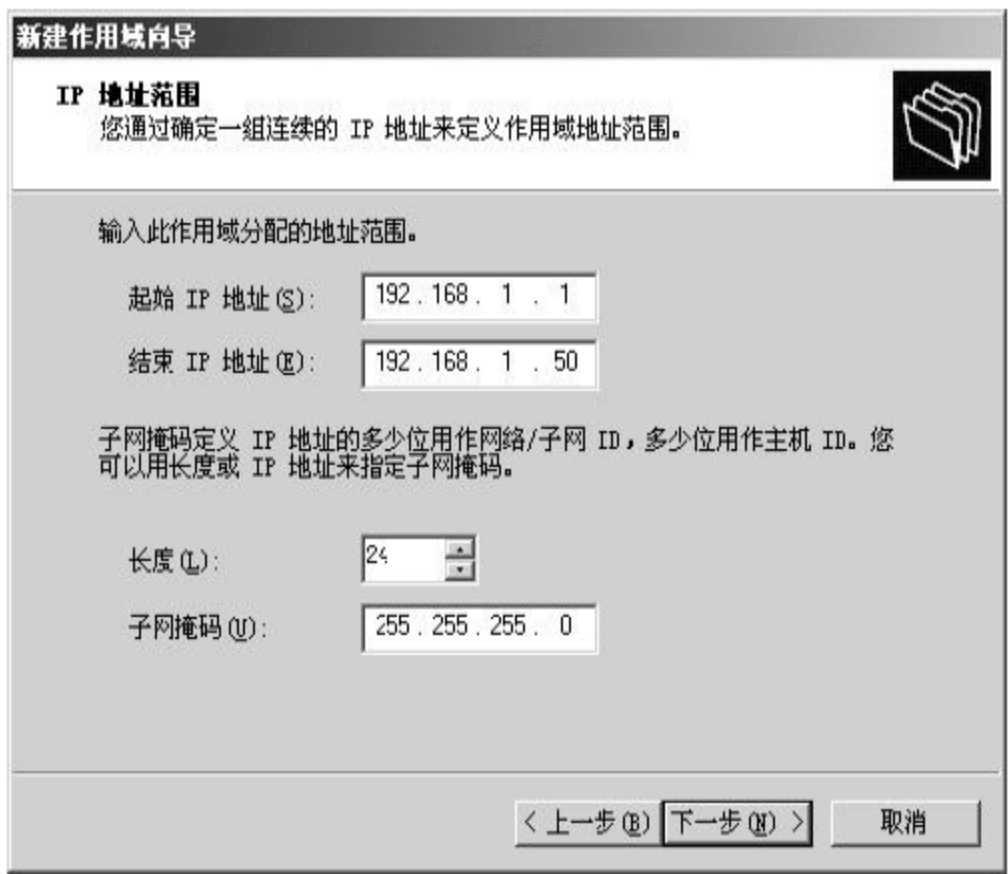 新建作用域向导
IP 地址范围
您通过确定一组连续的 IP 地址来定义作用域地址范围。
输入此作用域分配的地址范围。
起始 IP 地址(S): 192 . 168 . 1 . 1
结束 IP 地址(E): 192 . 168 . 1 . 50
子网掩码定义 IP 地址的多少位用作网络/子网 ID，多少位用作主机 ID。您
可以用长度或 IP 地址来指定子网掩码。
长度(L): 24
子网掩码(U): 255 . 255 . 255 . 0
< 上一步(B) 下一步(N) > 取消